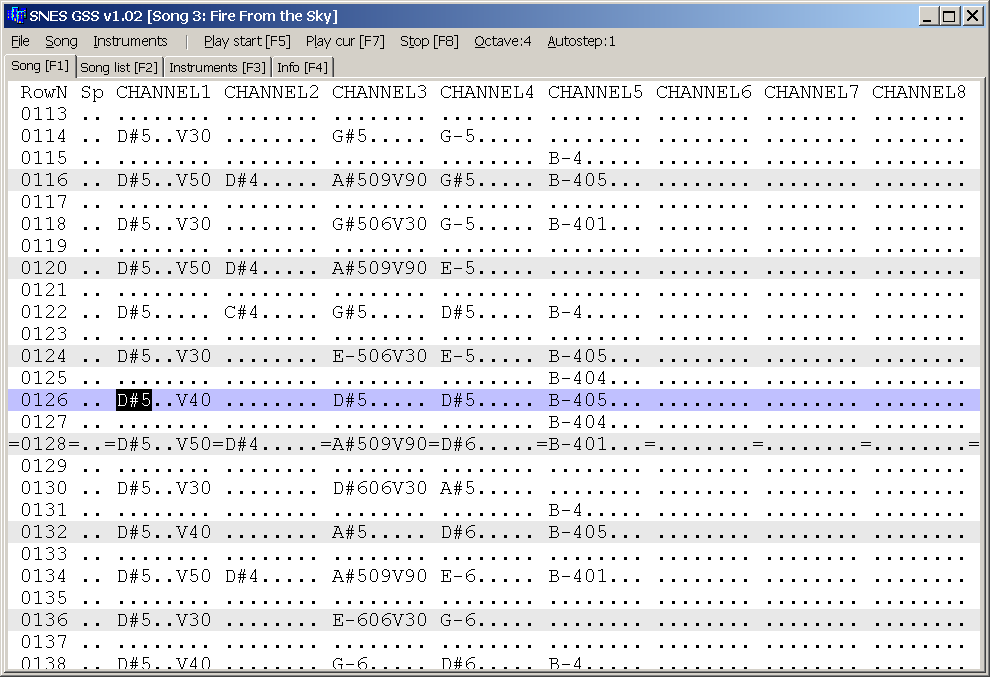 SNES GSS v1.02 [Song 3: Fire From the Sky]
File Song Instruments | Play start [F5] Play cur [F7] Stop [F8] Octave:4 Autostep:1
Song [F1] Song list [F2] Instruments [F3] Info [F4]
RowN Sp CHANNEL1 CHANNEL2 CHANNEL3 CHANNEL4 CHANNEL5 CHANNEL6 CHANNEL7 CHANNEL8
0113 .. ........ ........ ........ ........ ........ ........ ........ ........
0114 .. D#5..V30 ........ G#5..... G-5..... ........ ........ ........ ........
0115 .. ........ ........ ........ ........ B-4..... ........ ........ ........
0116 .. D#5..V50 D#4..... A#509V90 G#5..... B-405... ........ ........ ........
0117 .. ........ ........ ........ ........ ........ ........ ........ ........
0118 .. D#5..V30 ........ G#506V30 G-5..... B-401... ........ ........ ........
0119 .. ........ ........ ........ ........ ........ ........ ........ ........
0120 .. D#5..V50 D#4..... A#509V90 E-5..... ........ ........ ........ ........
0121 .. ........ ........ ........ ........ ........ ........ ........ ........
0122 .. D#5..... C#4..... G#5..... D#5..... B-4..... ........ ........ ........
0123 .. ........ ........ ........ ........ ........ ........ ........ ........
0124 .. D#5..V30 ........ E-506V30 E-5..... B-405... ........ ........ ........
0125 .. ........ ........ ........ ........ B-404... ........ ........ ........
0126 .. D#5..V40 ........ D#5..... D#5..... B-405... ........ ........ ........
0127 .. ........ ........ ........ ........ B-404... ........ ........ ........
=0128=..=D#5..V50=D#4.....=A#509V90=D#6.....=B-401...=........=........=........=
0129 .. ........ ........ ........ ........ ........ ........ ........ ........
0130 .. D#5..V30 ........ D#606V30 A#5..... ........ ........ ........ ........
0131 .. ........ ........ ........ ........ B-4..... ........ ........ ........
0132 .. D#5..V40 ........ A#5..... D#6..... B-405... ........ ........ ........
0133 .. ........ ........ ........ ........ ........ ........ ........ ........
0134 .. D#5..V50 D#4..... A#509V90 E-6..... B-401... ........ ........ ........
0135 .. ........ ........ ........ ........ ........ ........ ........ ........
0136 .. D#5..V30 ........ E-606V30 G-6..... ........ ........ ........ ........
0137 .. ........ ........ ........ ........ ........ ........ ........ ........
0138 .. D#5..V40 ........ G-6..... D#6..... B-4..... ........ ........ ........